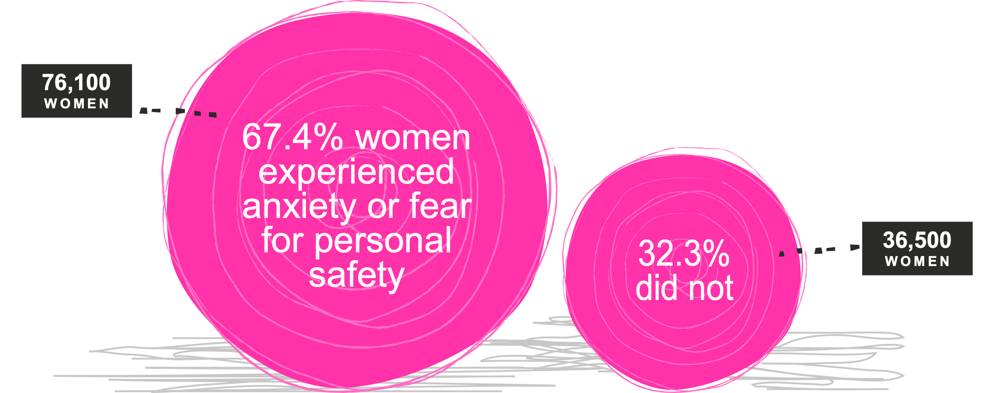 76,100
WOMEN
67.4% women
experienced
anxiety or fear
for personal
safety
32.3%
did not
36,500
WOMEN